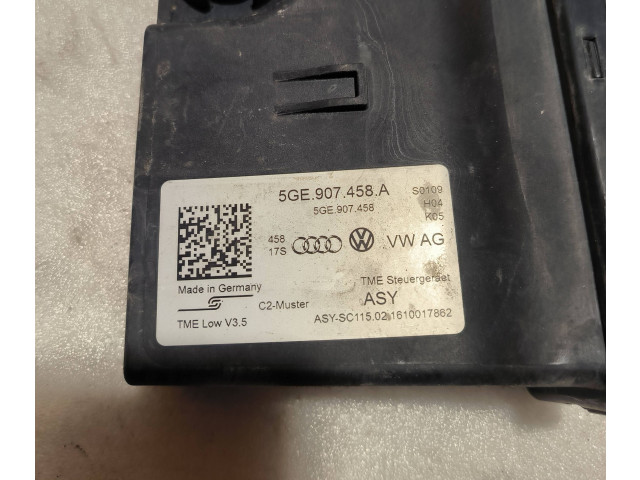 5GE.907.458.A S0109
5GE.907.458 H04
K05
458
17S VW AG
Made in Germany TME Steuergeraet
C2-Muster ASY
TME Low V3.5 ASY-SC115.02 1610017862